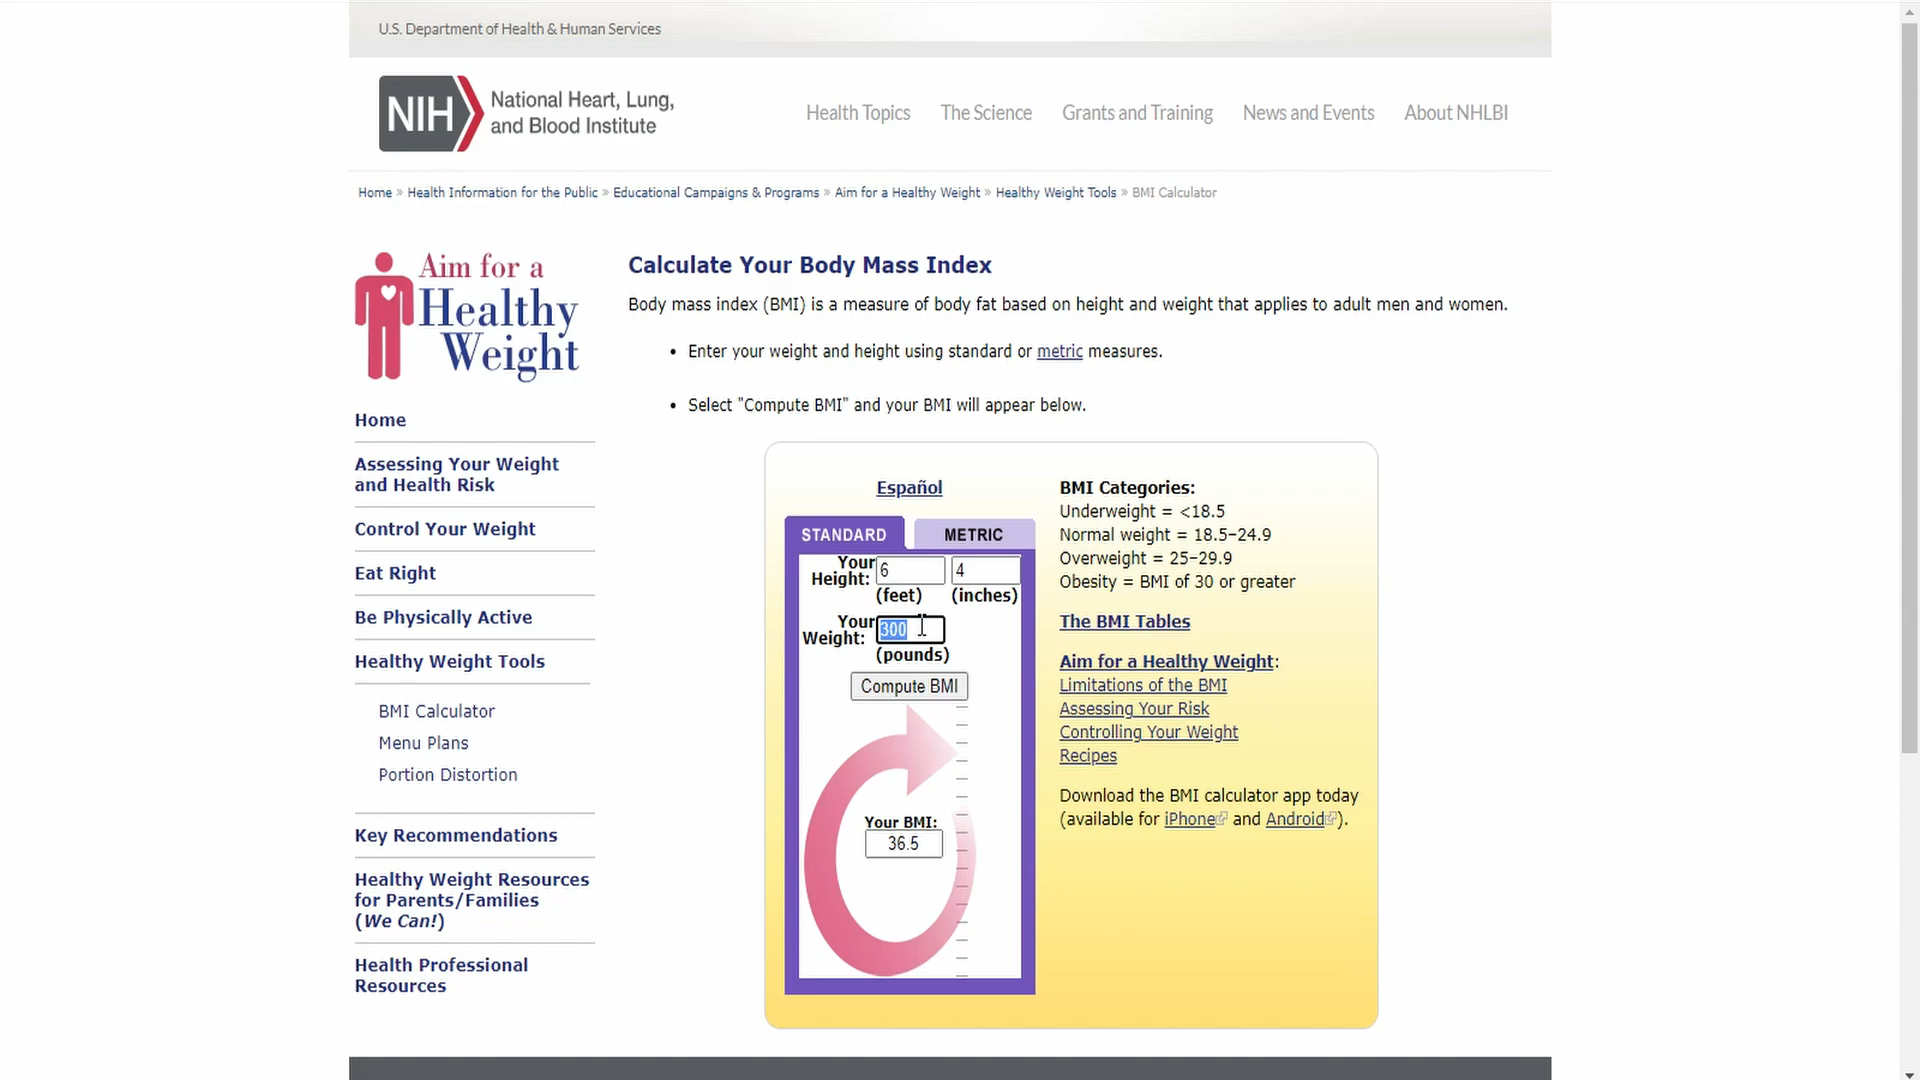 U.S. Department of Health & Human Services
NIH
National Heart, Lung,
and Blood Institute
Health Topics The Science Grants and Training News and Events About NHLBI
Home » Health Information for the Public » Educational Campaigns & Programs » Aim for a Healthy Weight » Healthy Weight Tools » BMI Calculator
Aim for a
Healthy
Weight
Home
Assessing Your Weight
and Health Risk
Control Your Weight
Eat Right
Be Physically Active
Healthy Weight Tools
BMI Calculator
Menu Plans
Portion Distortion
Key Recommendations
Healthy Weight Resources
for Parents/Families
(We Can!)
Health Professional
Resources
Calculate Your Body Mass Index
Body mass index (BMI) is a measure of body fat based on height and weight that applies to adult men and women.
• Enter your weight and height using standard or metric measures.
• Select "Compute BMI" and your BMI will appear below.
Español
STANDARD METRIC
Your
Height: 6 4
(feet) (inches)
Your
Weight: 300
(pounds)
Compute BMI
Your BMI:
36.5
BMI Categories:
Underweight = <18.5
Normal weight = 18.5–24.9
Overweight = 25–29.9
Obesity = BMI of 30 or greater
The BMI Tables
Aim for a Healthy Weight:
Limitations of the BMI
Assessing Your Risk
Controlling Your Weight
Recipes
Download the BMI calculator app today
(available for iPhone and Android).